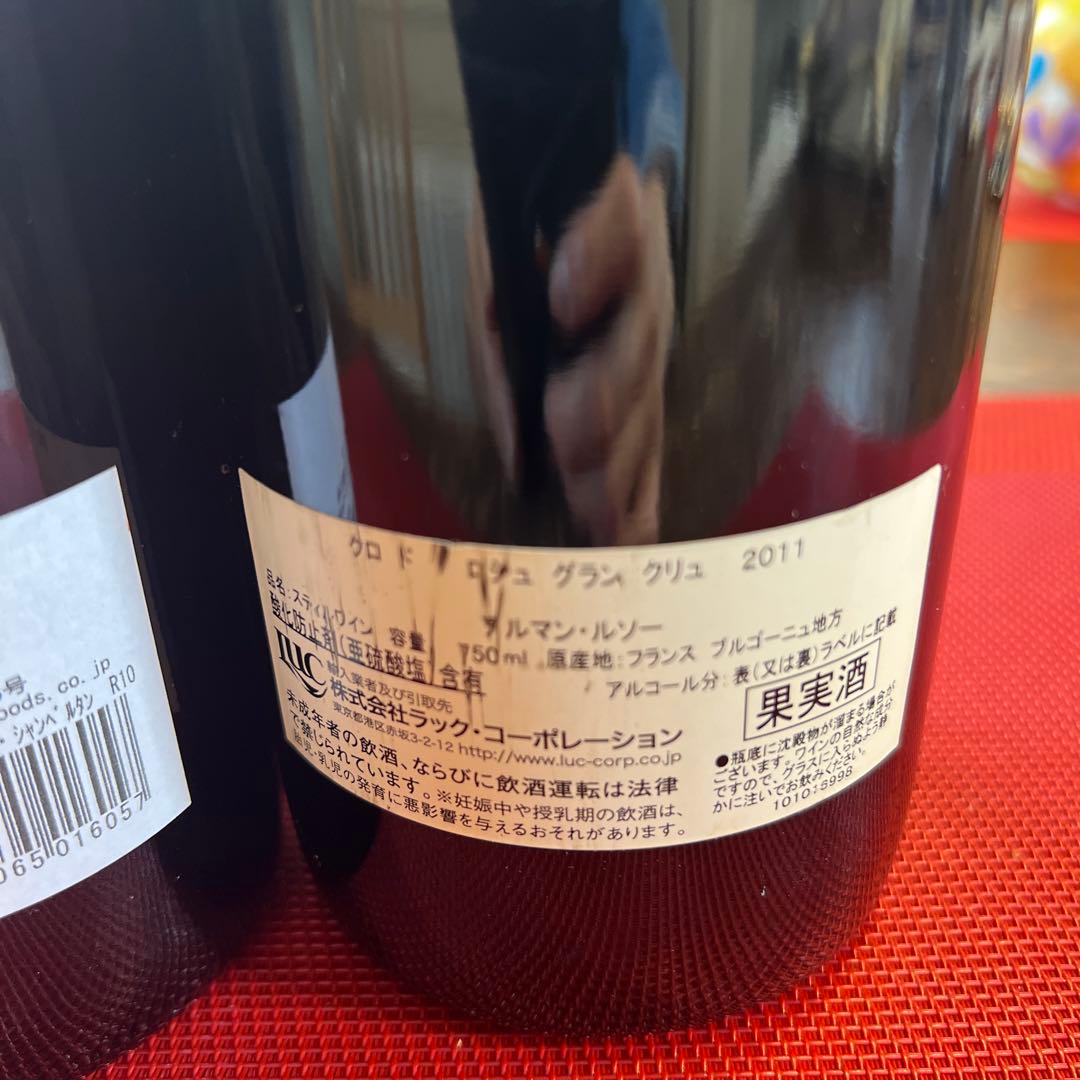 号
oods.co.jp
シャンベルタン R10
065016057
クロ ド ロシュ グラン クリュ 2011
ルマン・ルソー
品名:スティルワイン 容量 750ml 原産地:フランス ブルゴーニュ地方
酸化防止剤(亜硫酸塩)含有 アルコール分:表(又は裏)ラベルに記載
LUC
輸入業者及び引取先
株式会社ラック・コーポレーション
東京都港区赤坂3-2-12 http://www.luc-corp.co.jp
果実酒
未成年者の飲酒、ならびに飲酒運転は法律
で禁じられています。※妊娠中や授乳期の飲酒は、
胎児・乳児の発育に悪影響を与えるおそれがあります。
●瓶底に沈殿物が溜まる場合が
ございます。ワインの自然な成分
ですので、グラスに入らぬよう静
かに注いでお飲みください。
1010:5998